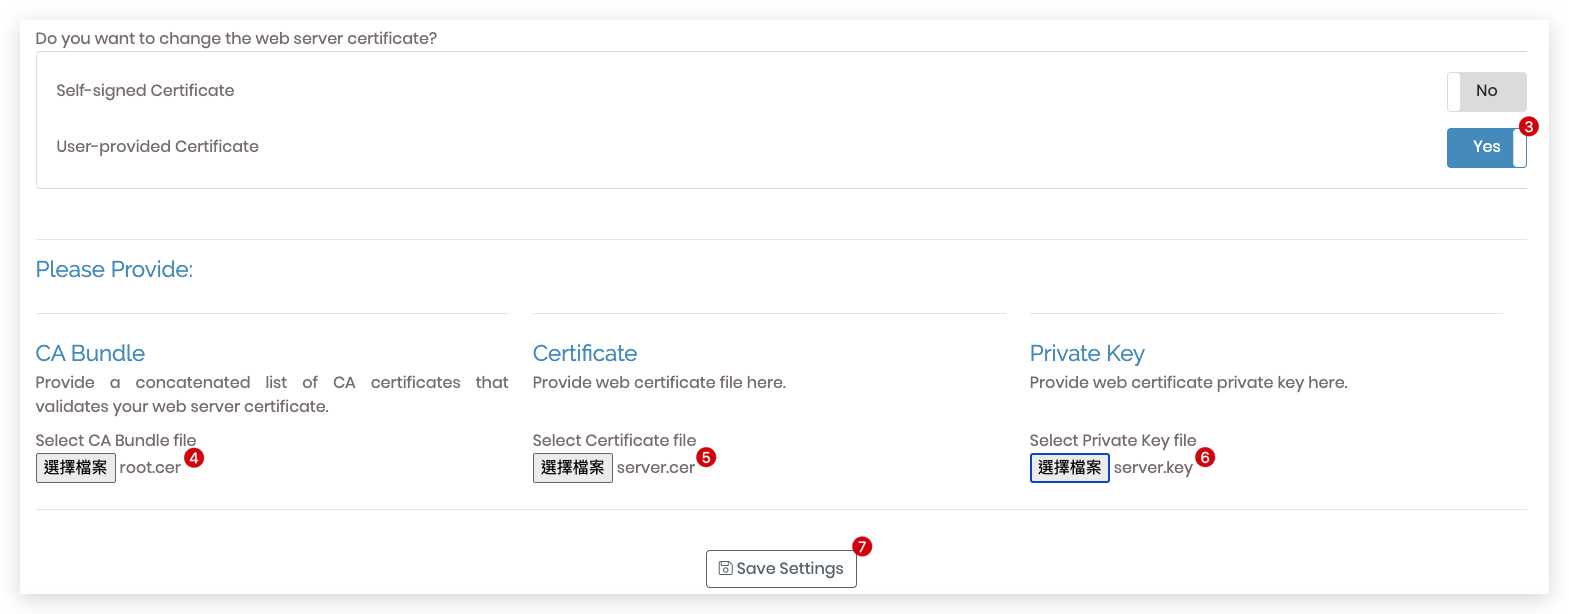 Do you want to change the web server certificate?
Self-signed Certificate
No
User-provided Certificate
Yes
3
Please Provide:
CA Bundle
Provide a concatenated list of CA certificates that
validates your web server certificate.
Select CA Bundle file
選擇檔案 root.cer
4
Certificate
Provide web certificate file here.
Select Certificate file
選擇檔案 server.cer
5
Private Key
Provide web certificate private key here.
Select Private Key file
選擇檔案 server.key
6
Save Settings
7